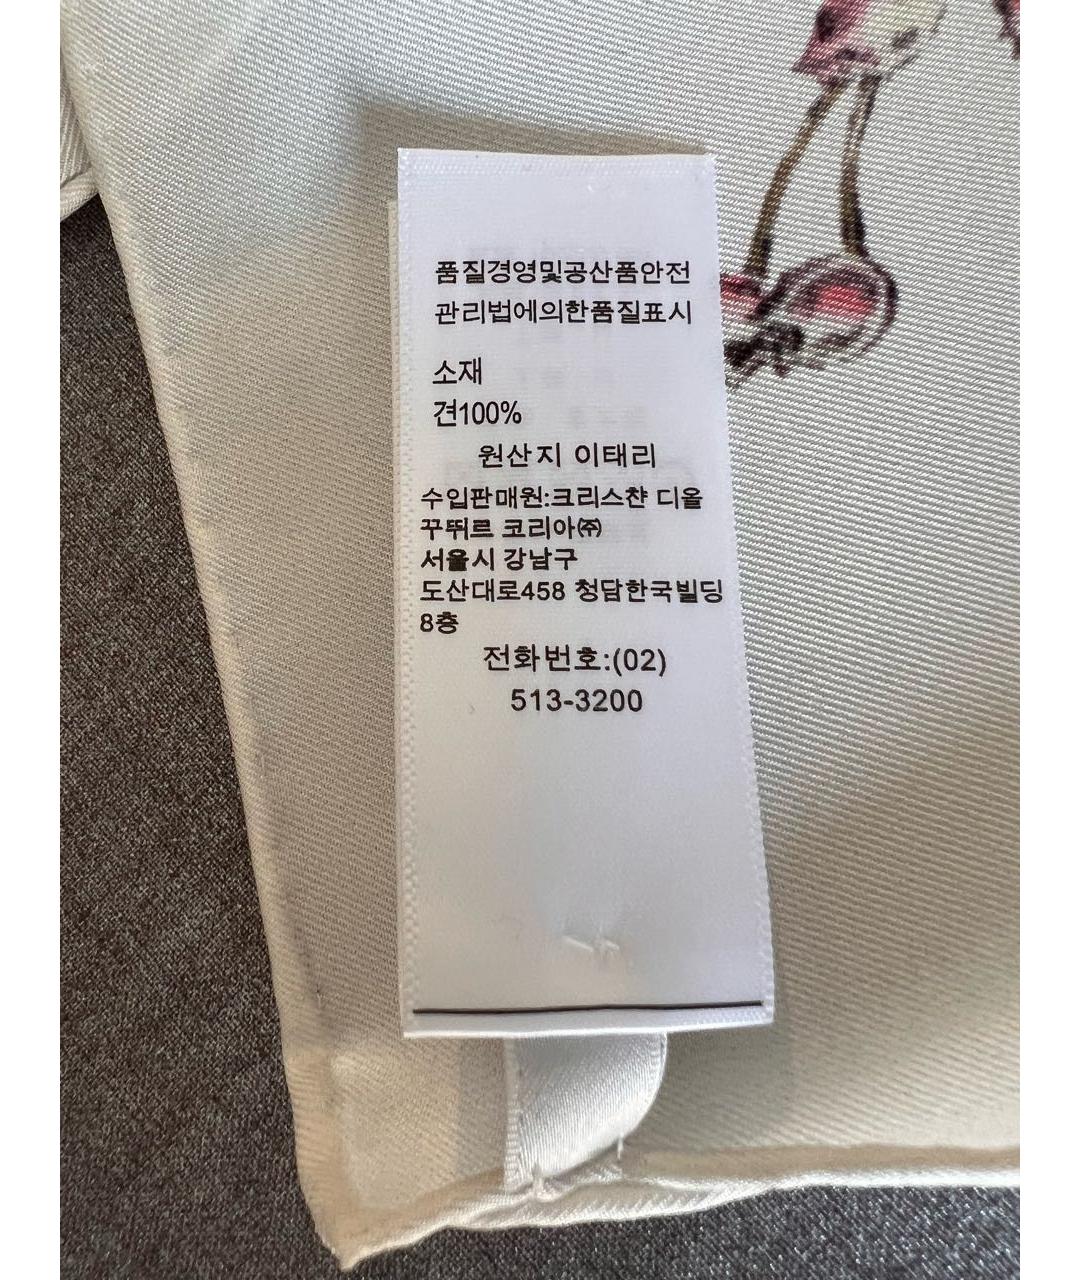 품질경영및공산품안전
관리법에의한품질표시
소재
견100%
원산지 이태리
수입판매원:크리스챤 디올
꾸뛰르 코리아㈜
서울시 강남구
도산대로458 청담한국빌딩
8층
전화번호:(02)
513-3200